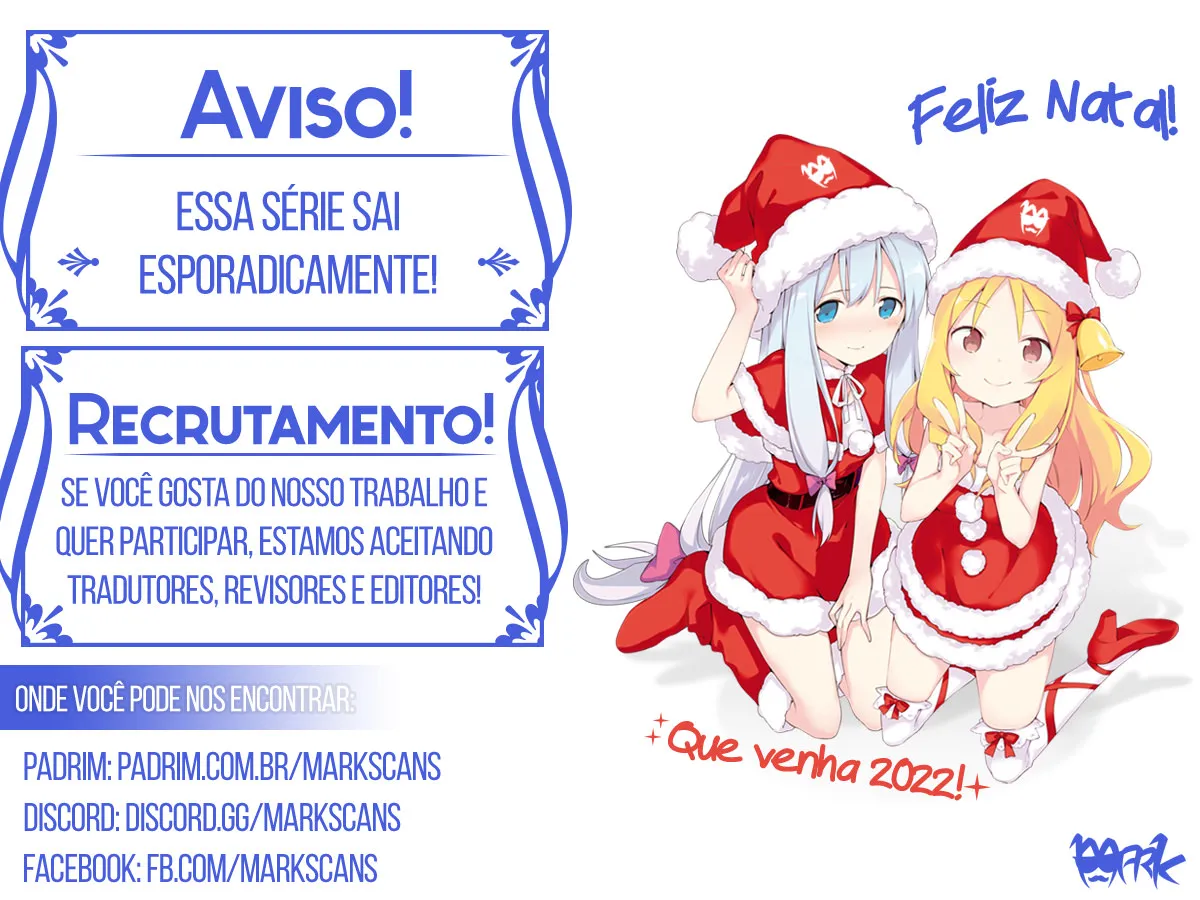 AVISO!
ESSA SÉRIE SAI
ESPORADICAMENTE!
RECRUTAMENTO!
SE VOCÊ GOSTA DO NOSSO TRABALHO E
QUER PARTICIPAR, ESTAMOS ACEITANDO
TRADUTORES, REVISORES E EDITORES!
ONDE VOCÊ PODE NOS ENCONTRAR:
PADRIM: PADRIM.COM.BR/MARKSCANS
DISCORD: DISCORD.GG/MARKSCANS
FACEBOOK: FB.COM/MARKSCANS
Feliz Natal!
Que venha 2022!
MARK